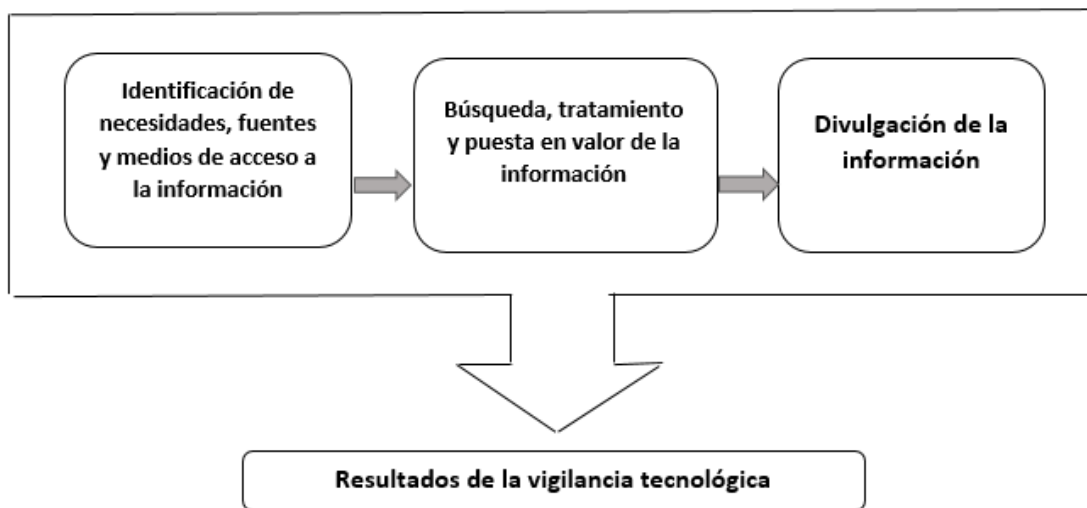 Identificación de
necesidades, fuentes
y medios de acceso a
la información
Búsqueda, tratamiento
y puesta en valor de la
información
Divulgación de la
información
Resultados de la vigilancia tecnológica